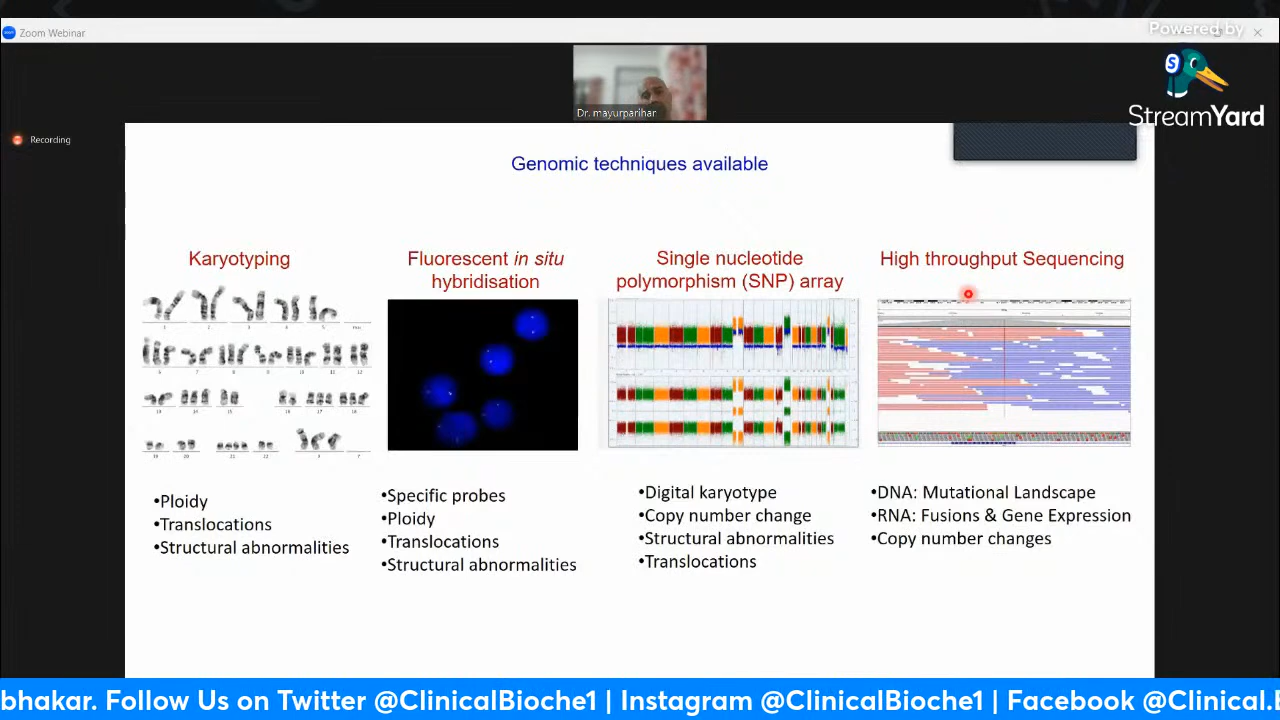 Zoom Webinar
Powered by
StreamYard
Dr. mayurparihar
Recording
Genomic techniques available
Karyotyping
Fluorescent in situ
hybridisation
Single nucleotide
polymorphism (SNP) array
High throughput Sequencing
•Ploidy
•Translocations
•Structural abnormalities
•Specific probes
•Ploidy
•Translocations
•Structural abnormalities
•Digital karyotype
•Copy number change
•Structural abnormalities
•Translocations
•DNA: Mutational Landscape
•RNA: Fusions & Gene Expression
•Copy number changes
bhakar. Follow Us on Twitter @ClinicalBioche1 | Instagram @ClinicalBioche1 | Facebook @Clinical.B